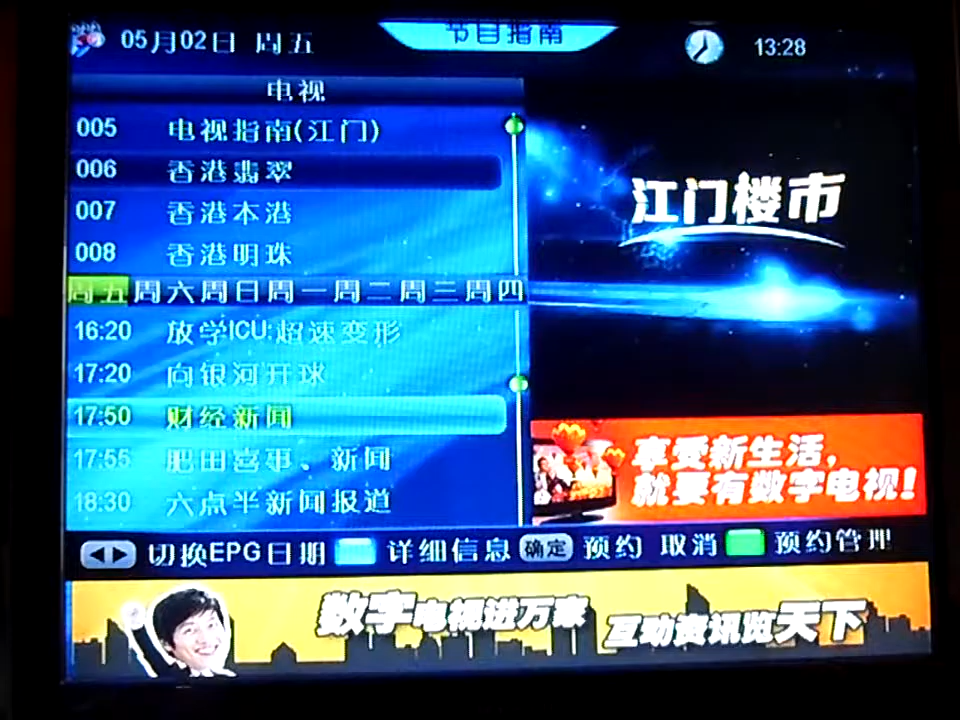 05月02日 周五
节目指南
13:28
电视
005 电视指南(江门)
006 香港翡翠
007 香港本港
008 香港明珠
周五周六周日周一周二周三周四
16:20 放学ICU:超速变形
17:20 向银河开球
17:50 财经新闻
17:55 肥田喜事、新闻
18:30 六点半新闻报道
江门楼市
享受新生活,
就要有数字电视!
切换EPG日期 详细信息 确定 预约 取消 预约管理
数字电视进万家 互动资讯览天下